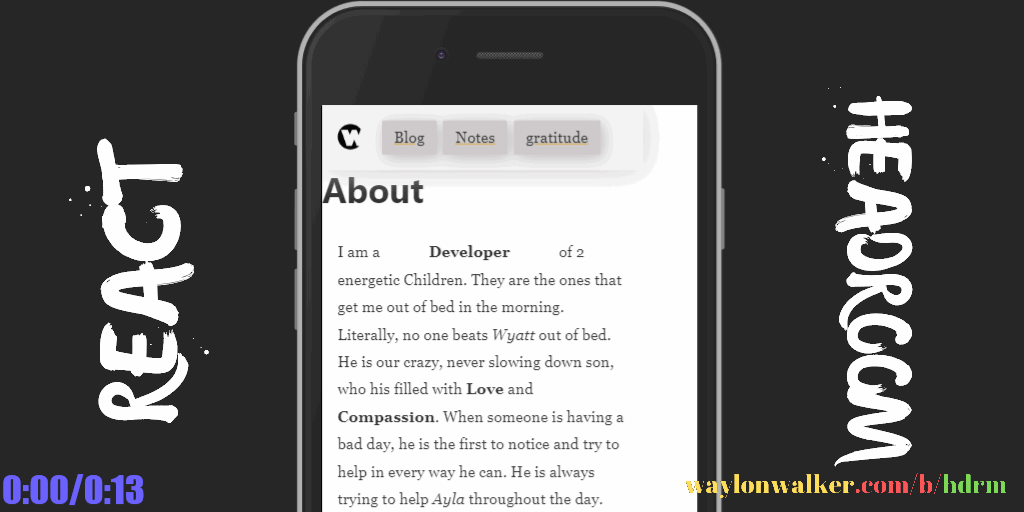 REACT
HEADROOM
Blog Notes gratitude
About
I am a Developer of 2
energetic Children. They are the ones that
get me out of bed in the morning.
Literally, no one beats Wyatt out of bed.
He is our crazy, never slowing down son,
who his filled with Love and
Compassion. When someone is having a
bad day, he is the first to notice and try to
help in every way he can. He is always
trying to help Ayla throughout the day.
0:00/0:13
waylonwalker.com/b/hdrm